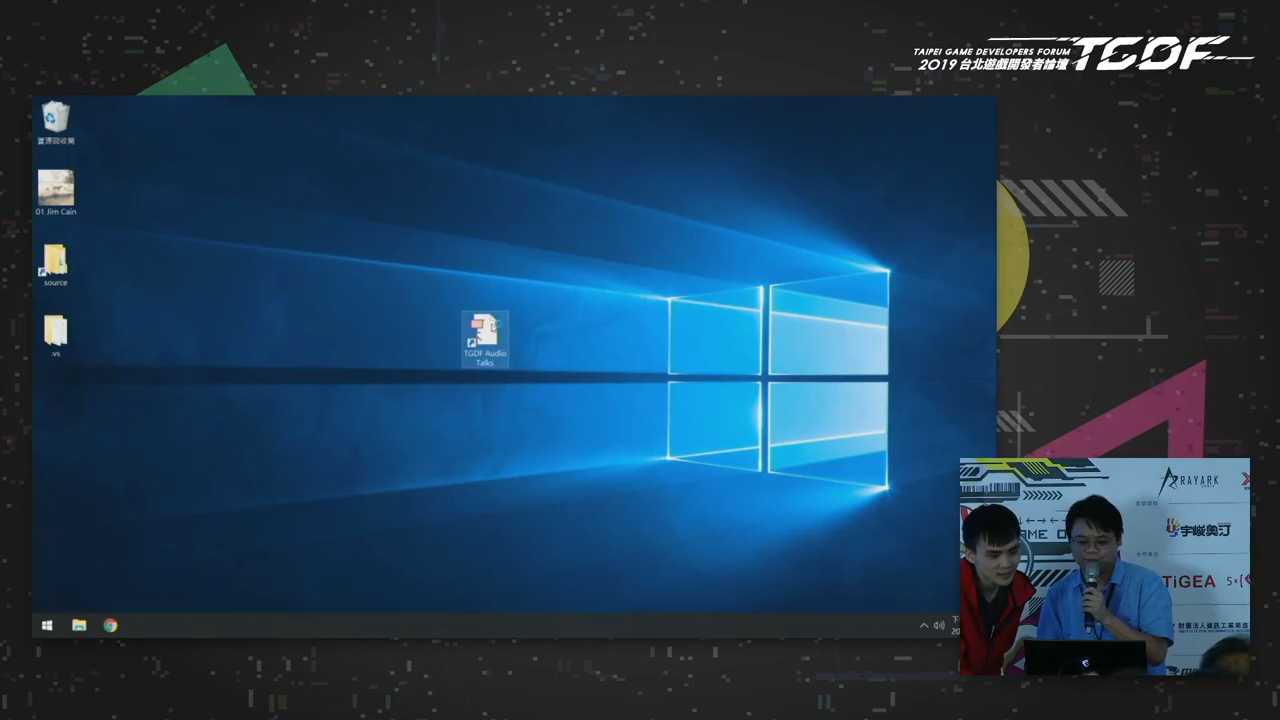 TAIPEI GAME DEVELOPERS FORUM
2019 台北遊戲開發者論壇
TGDF
資源回收筒
01 Jim Cain
source
.vs
TGDF Audio
Talks
RAYARK
宇峻奧汀
TiGEA
財團法人資訊工業策進